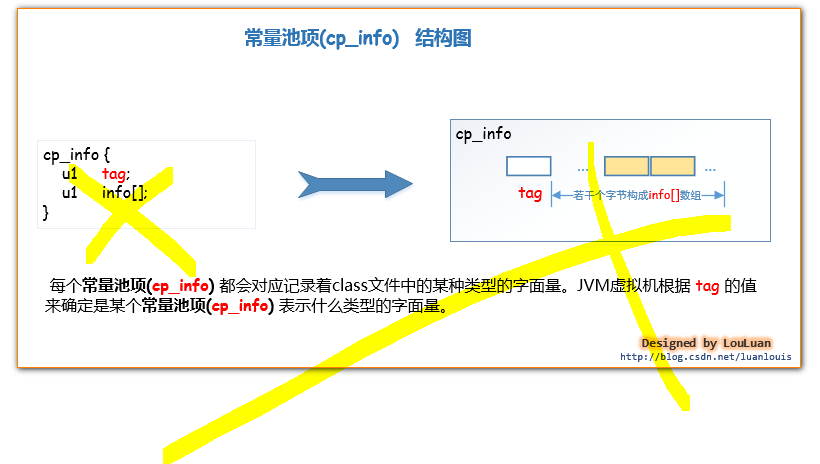 常量池项(cp_info) 结构图
cp_info {
u1 tag;
u1 info[];
}
cp_info
... ...
tag
若干个字节构成info[]数组
每个常量池项(cp_info) 都会对应记录着class文件中的某种类型的字面量。JVM虚拟机根据 tag 的值
来确定是某个常量池项(cp_info) 表示什么类型的字面量。
Designed by LouLuan
http://blog.csdn.net/luanlouis